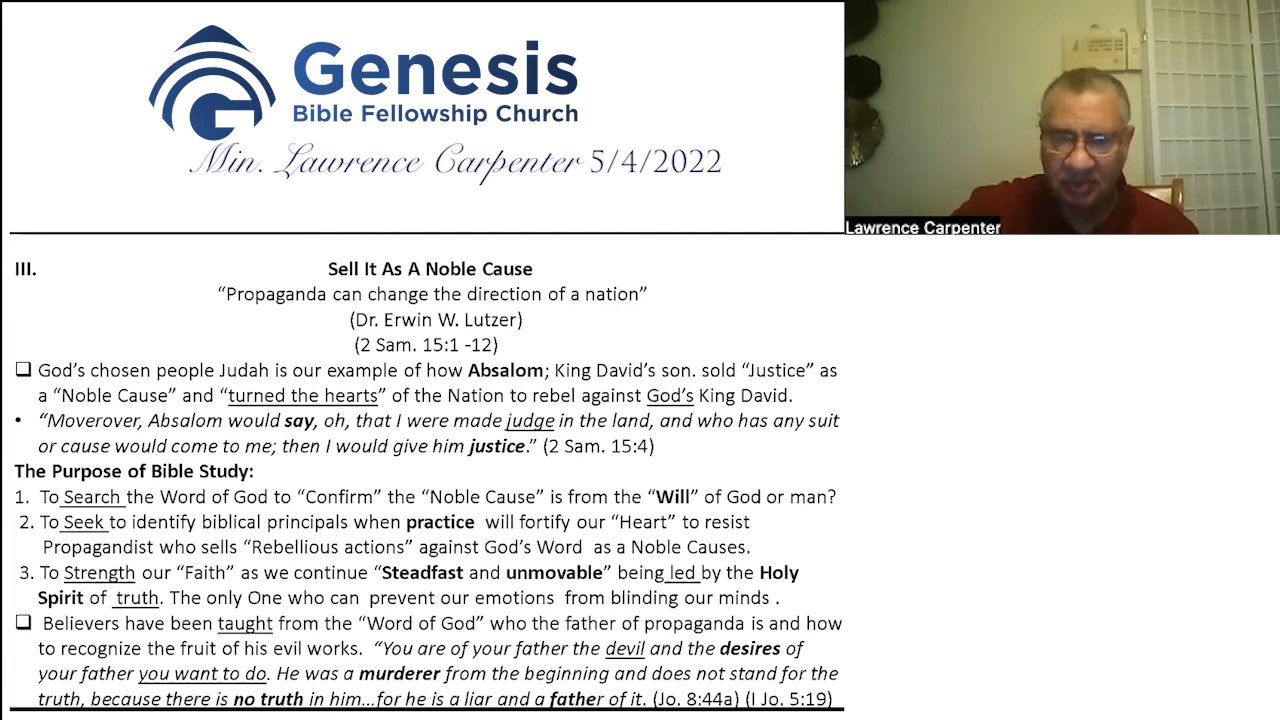 Genesis
Bible Fellowship Church
Min. Lawrence Carpenter 5/4/2022
Lawrence Carpenter
III. Sell It As A Noble Cause
“Propaganda can change the direction of a nation”
(Dr. Erwin W. Lutzer)
(2 Sam. 15:1 -12)
❑ God’s chosen people Judah is our example of how Absalom; King David’s son. sold “Justice” as
a “Noble Cause” and “turned the hearts” of the Nation to rebel against God’s King David.
• “Moverover, Absalom would say, oh, that I were made judge in the land, and who has any suit
or cause would come to me; then I would give him justice.” (2 Sam. 15:4)
The Purpose of Bible Study:
1. To Search the Word of God to “Confirm” the “Noble Cause” is from the “Will” of God or man?
2. To Seek to identify biblical principals when practice will fortify our “Heart” to resist
Propagandist who sells “Rebellious actions” against God’s Word as a Noble Causes.
3. To Strength our “Faith” as we continue “Steadfast and unmovable” being led by the Holy
Spirit of truth. The only One who can prevent our emotions from blinding our minds .
❑ Believers have been taught from the “Word of God” who the father of propaganda is and how
to recognize the fruit of his evil works. “You are of your father the devil and the desires of
your father you want to do. He was a murderer from the beginning and does not stand for the
truth, because there is no truth in him...for he is a liar and a father of it. (Jo. 8:44a) (I Jo. 5:19)